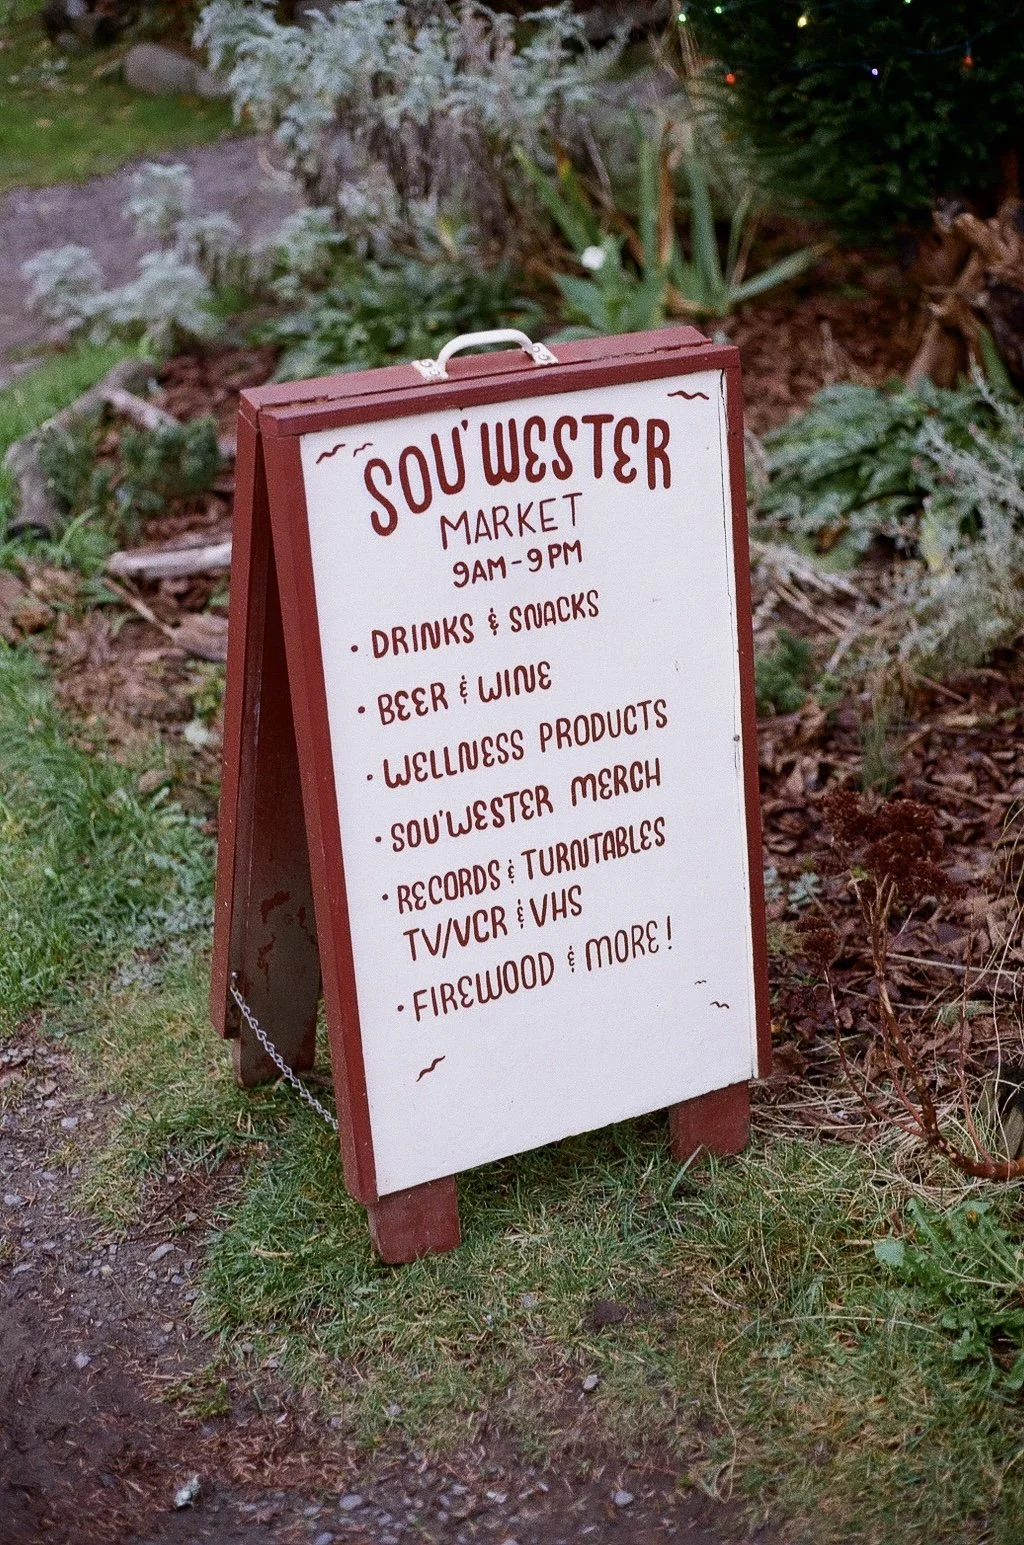 SOU'WESTER
MARKET
9AM-9PM
• DRINKS & SNACKS
• BEER & WINE
• WELLNESS PRODUCTS
• SOU'WESTER MERCH
• RECORDS & TURNTABLES
TV/VCR & VHS
• FIREWOOD & MORE!